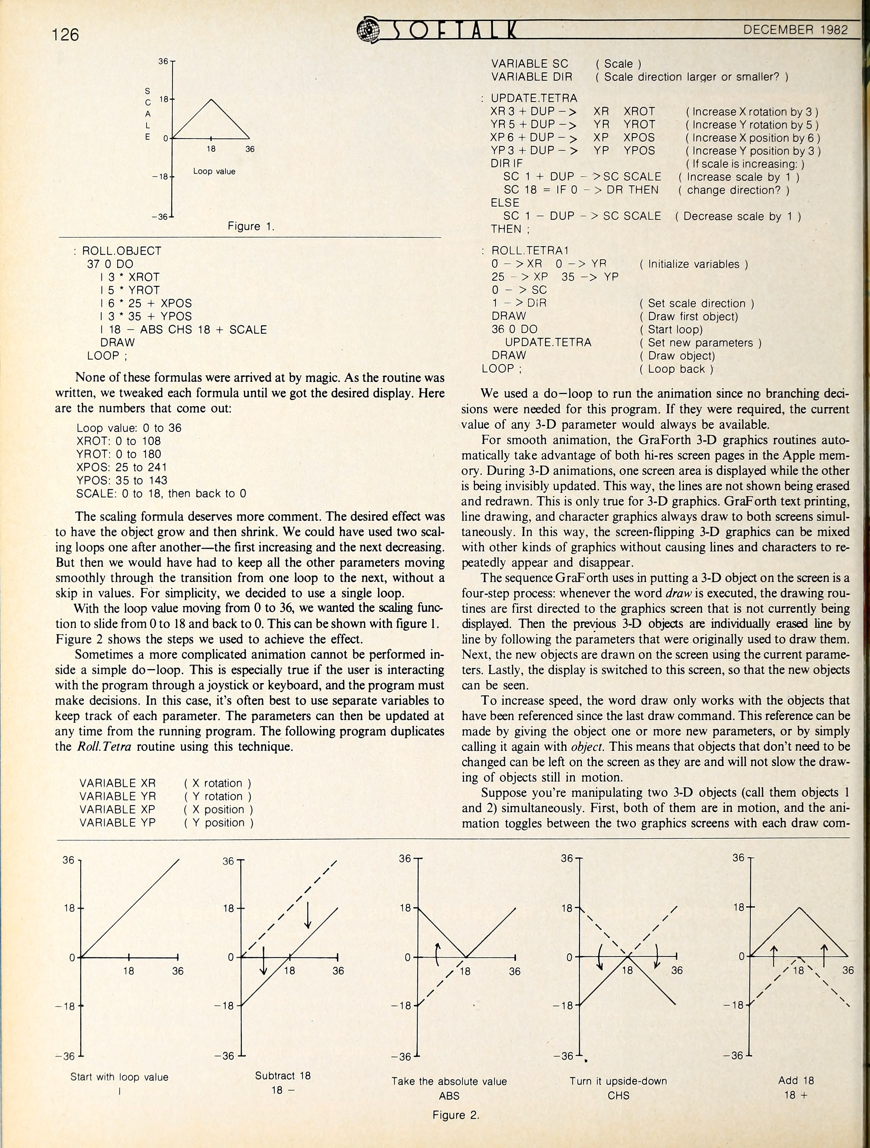 126
SOFTALK
DECEMBER 1982
36
S
C
A
L
E
18
0
18
36
-18
Loop value
-36
Figure 1.
: ROLL.OBJECT
37 0 DO
I 3 * XROT
I 5 * YROT
I 6 * 25 + XPOS
I 3 * 35 + YPOS
I 18 - ABS CHS 18 + SCALE
DRAW
LOOP ;
None of these formulas were arrived at by magic. As the routine was
written, we tweaked each formula until we got the desired display. Here
are the numbers that come out:
Loop value: 0 to 36
XROT: 0 to 108
YROT: 0 to 180
XPOS: 25 to 241
YPOS: 35 to 143
SCALE: 0 to 18, then back to 0
The scaling formula deserves more comment. The desired effect was
to have the object grow and then shrink. We could have used two scal-
ing loops one after another—the first increasing and the next decreasing.
But then we would have had to keep all the other parameters moving
smoothly through the transition from one loop to the next, without a
skip in values. For simplicity, we decided to use a single loop.
With the loop value moving from 0 to 36, we wanted the scaling func-
tion to slide from 0 to 18 and back to 0. This can be shown with figure 1.
Figure 2 shows the steps we used to achieve the effect.
Sometimes a more complicated animation cannot be performed in-
side a simple do—loop. This is especially true if the user is interacting
with the program through a joystick or keyboard, and the program must
make decisions. In this case, it's often best to use separate variables to
keep track of each parameter. The parameters can then be updated at
any time from the running program. The following program duplicates
the Roll.Tetra routine using this technique.
VARIABLE XR ( X rotation )
VARIABLE YR ( Y rotation )
VARIABLE XP ( X position )
VARIABLE YP ( Y position )
VARIABLE SC ( Scale )
VARIABLE DIR ( Scale direction larger or smaller? )
: UPDATE.TETRA
XR 3 + DUP -> XR XROT ( Increase X rotation by 3 )
YR 5 + DUP -> YR YROT ( Increase Y rotation by 5 )
XP 6 + DUP -> XP XPOS ( Increase X position by 6 )
YP 3 + DUP -> YP YPOS ( Increase Y position by 3 )
DIR IF ( If scale is increasing: )
SC 1 + DUP - >SC SCALE ( Increase scale by 1 )
SC 18 = IF 0 - > DR THEN ( change direction? )
ELSE
SC 1 - DUP - > SC SCALE ( Decrease scale by 1 )
THEN ;
: ROLL.TETRA1
0 - > XR 0 -> YR ( Initialize variables )
25 - > XP 35 -> YP
0 - > SC
1 - > DIR ( Set scale direction )
DRAW ( Draw first object)
36 0 DO ( Start loop)
UPDATE.TETRA ( Set new parameters )
DRAW ( Draw object)
LOOP ; ( Loop back )
We used a do—loop to run the animation since no branching deci-
sions were needed for this program. If they were required, the current
value of any 3-D parameter would always be available.
For smooth animation, the GraForth 3-D graphics routines auto-
matically take advantage of both hi-res screen pages in the Apple mem-
ory. During 3-D animations, one screen area is displayed while the other
is being invisibly updated. This way, the lines are not shown being erased
and redrawn. This is only true for 3-D graphics. GraForth text printing,
line drawing, and character graphics always draw to both screens simul-
taneously. In this way, the screen-flipping 3-D graphics can be mixed
with other kinds of graphics without causing lines and characters to re-
peatedly appear and disappear.
The sequence GraForth uses in putting a 3-D object on the screen is a
four-step process: whenever the word draw is executed, the drawing rou-
tines are first directed to the graphics screen that is not currently being
displayed. Then the previous 3-D objects are individually erased line by
line by following the parameters that were originally used to draw them.
Next, the new objects are drawn on the screen using the current parame-
ters. Lastly, the display is switched to this screen, so that the new objects
can be seen.
To increase speed, the word draw only works with the objects that
have been referenced since the last draw command. This reference can be
made by giving the object one or more new parameters, or by simply
calling it again with object. This means that objects that don't need to be
changed can be left on the screen as they are and will not slow the draw-
ing of objects still in motion.
Suppose you're manipulating two 3-D objects (call them objects 1
and 2) simultaneously. First, both of them are in motion, and the ani-
mation toggles between the two graphics screens with each draw com-
36
18
0
18
36
-18
-36
Start with loop value
I
36
18
0
18
36
-18
-36
Subtract 18
18 -
36
18
0
18
36
-18
-36
Take the absolute value
ABS
36
18
0
18
36
-18
-36
Turn it upside-down
CHS
36
18
0
18
36
-18
-36
Add 18
18 +
Figure 2.